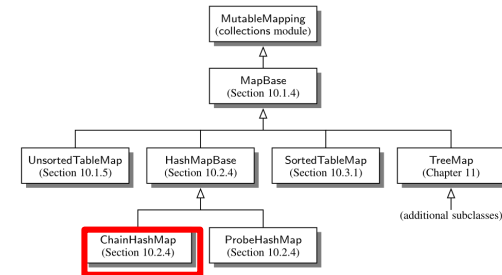 MutableMapping
(collections module)
MapBase
(Section 10.1.4)
UnsortedTableMap
(Section 10.1.5)
HashMapBase
(Section 10.2.4)
SortedTableMap
(Section 10.3.1)
TreeMap
(Chapter 11)
(additional subclasses)
ChainHashMap
(Section 10.2.4)
ProbeHashMap
(Section 10.2.4)